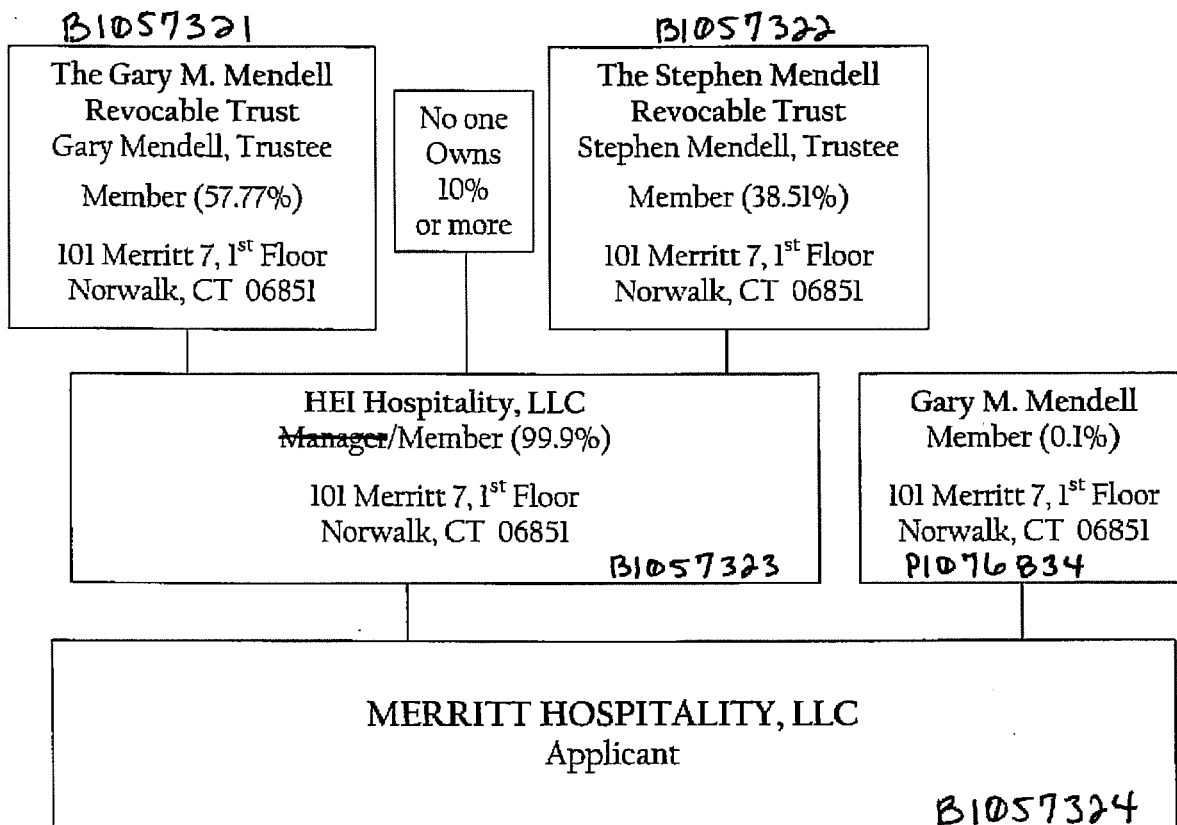 B1057321
The Gary M. Mendell
Revocable Trust
Gary Mendell, Trustee
Member (57.77%)
101 Merritt 7, 1st Floor
Norwalk, CT 06851
No one
Owns
10%
or more
B1057322
The Stephen Mendell
Revocable Trust
Stephen Mendell, Trustee
Member (38.51%)
101 Merritt 7, 1st Floor
Norwalk, CT 06851
HEI Hospitality, LLC
Manager/Member (99.9%)
101 Merritt 7, 1st Floor
Norwalk, CT 06851
B1057323
Gary M. Mendell
Member (0.1%)
101 Merritt 7, 1st Floor
Norwalk, CT 06851
P1076834
MERRITT HOSPITALITY, LLC
Applicant
B1057324